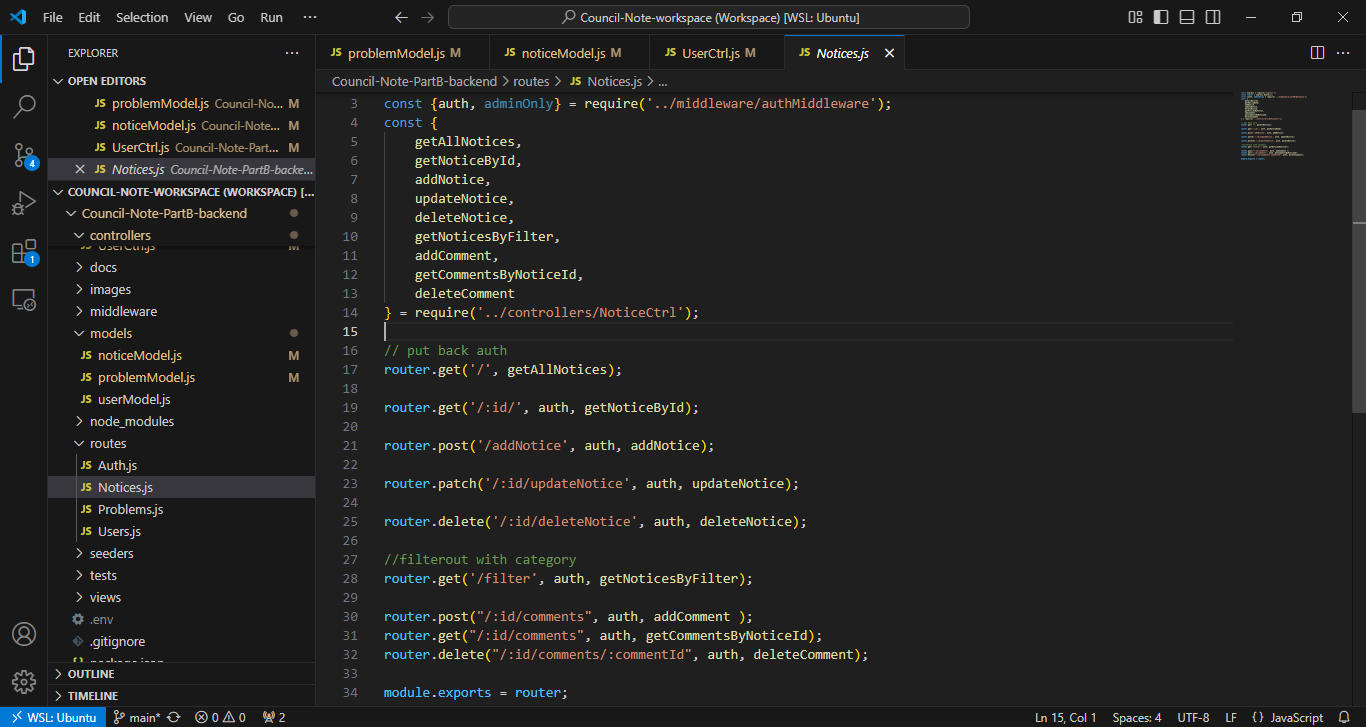 File Edit Selection View Go Run ··· Council-Note-workspace (Workspace) [WSL: Ubuntu]
EXPLORER ···
OPEN EDITORS
JS problemModel.js Council-No... M
JS noticeModel.js Council-Note... M
JS UserCtrl.js Council-Note-Part... M
JS Notices.js Council-Note-PartB-backe...
COUNCIL-NOTE-WORKSPACE (WORKSPACE) [...
Council-Note-PartB-backend
controllers
UserCtrl.js M
docs
images
middleware
models
JS noticeModel.js M
JS problemModel.js M
JS userModel.js
node_modules
routes
JS Auth.js
JS Notices.js
JS Problems.js
JS Users.js
seeders
tests
views
.env
.gitignore
package.json
OUTLINE
TIMELINE
4
1
JS problemModel.js M JS noticeModel.js M JS UserCtrl.js M JS Notices.js ···
Council-Note-PartB-backend > routes > JS Notices.js > ...
3 const {auth, adminOnly} = require('../middleware/authMiddleware');
4 const {
5 getAllNotices,
6 getNoticeById,
7 addNotice,
8 updateNotice,
9 deleteNotice,
10 getNoticesByFilter,
11 addComment,
12 getCommentsByNoticeId,
13 deleteComment
14 } = require('../controllers/NoticeCtrl');
15
16 // put back auth
17 router.get('/', getAllNotices);
18
19 router.get('/:id/', auth, getNoticeById);
20
21 router.post('/addNotice', auth, addNotice);
22
23 router.patch('/:id/updateNotice', auth, updateNotice);
24
25 router.delete('/:id/deleteNotice', auth, deleteNotice);
26
27 //filterout with category
28 router.get('/filter', auth, getNoticesByFilter);
29
30 router.post("/:id/comments", auth, addComment );
31 router.get("/:id/comments", auth, getCommentsByNoticeId);
32 router.delete("/:id/comments/:commentId", auth, deleteComment);
33
34 module.exports = router;
WSL: Ubuntu main* 0 0 2 Ln 15, Col 1 Spaces: 4 UTF-8 LF {} JavaScript